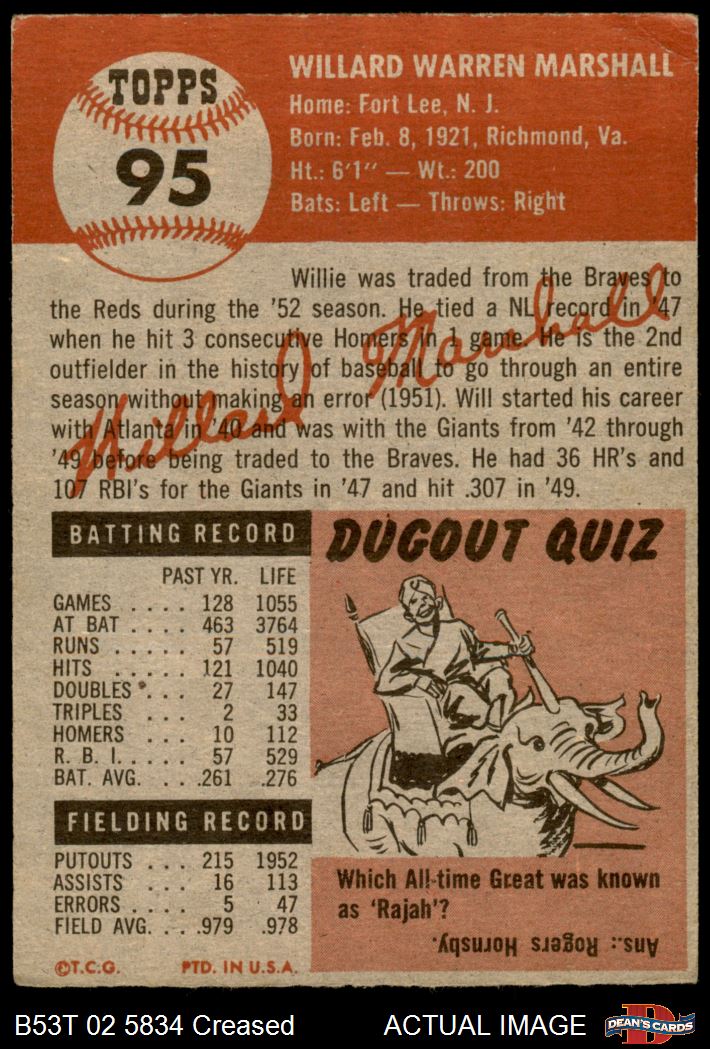 TOPPS
95
WILLARD WARREN MARSHALL
Home: Fort Lee, N. J.
Born: Feb. 8, 1921, Richmond, Va.
Ht.: 6'1" — Wt.: 200
Bats: Left — Throws: Right
Willie was traded from the Braves to
the Reds during the '52 season. He tied a NL record in '47
when he hit 3 consecutive Homers in 1 game. He is the 2nd
outfielder in the history of baseball to go through an entire
season without making an error (1951). Will started his career
with Atlanta in '40 and was with the Giants from '42 through
'49 before being traded to the Braves. He had 36 HR's and
107 RBI's for the Giants in '47 and hit .307 in '49.
Willard Marshall
BATTING RECORD
PAST YR. LIFE
GAMES .... 128 1055
AT BAT .... 463 3764
RUNS .... 57 519
HITS ..... 121 1040
DOUBLES ... 27 147
TRIPLES ... 2 33
HOMERS ... 10 112
R. B. I. .... 57 529
BAT. AVG. ... .261 .276
FIELDING RECORD
PUTOUTS ... 215 1952
ASSISTS ... 16 113
ERRORS .... 5 47
FIELD AVG. ... .979 .978
©T.C.G. PTD. IN U.S.A.
DUGOUT QUIZ
Which All-time Great was known
as 'Rajah'?
Ans.: Rogers Hornsby.
B53T 02 5834 Creased ACTUAL IMAGE
D
DEAN'S CARDS